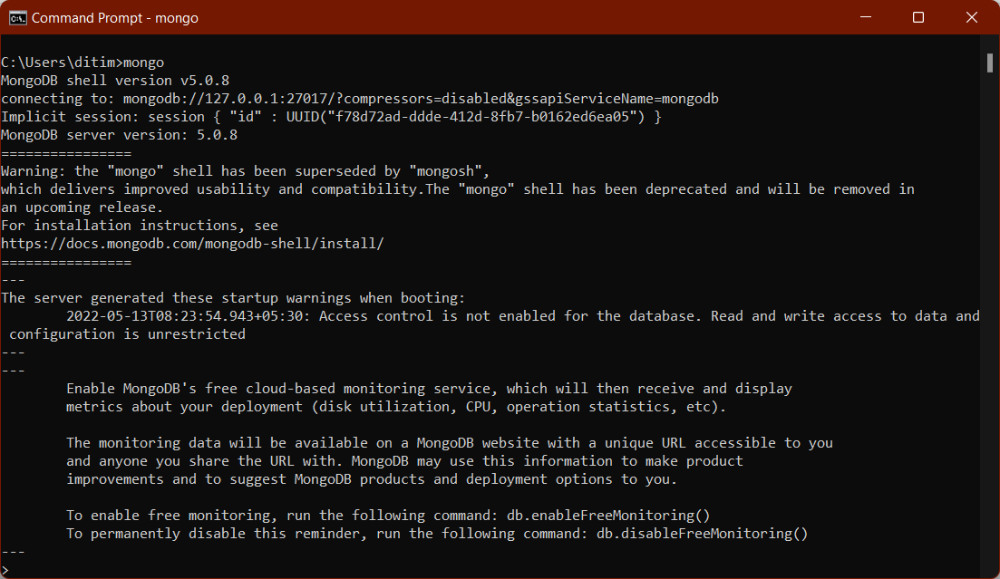 Command Prompt - mongo
C:\Users\ditim>mongo
MongoDB shell version v5.0.8
connecting to: mongodb://127.0.0.1:27017/?compressors=disabled&gssapiServiceName=mongodb
Implicit session: session { "id" : UUID("f78d72ad-ddde-412d-8fb7-b0162ed6ea05") }
MongoDB server version: 5.0.8
================
Warning: the "mongo" shell has been superseded by "mongosh",
which delivers improved usability and compatibility.The "mongo" shell has been deprecated and will be removed in
an upcoming release.
For installation instructions, see
https://docs.mongodb.com/mongodb-shell/install/
================
---
The server generated these startup warnings when booting:
        2022-05-13T08:23:54.943+05:30: Access control is not enabled for the database. Read and write access to data and
 configuration is unrestricted
---
---
        Enable MongoDB's free cloud-based monitoring service, which will then receive and display
        metrics about your deployment (disk utilization, CPU, operation statistics, etc).

        The monitoring data will be available on a MongoDB website with a unique URL accessible to you
        and anyone you share the URL with. MongoDB may use this information to make product
        improvements and to suggest MongoDB products and deployment options to you.

        To enable free monitoring, run the following command: db.enableFreeMonitoring()
        To permanently disable this reminder, run the following command: db.disableFreeMonitoring()
---
>